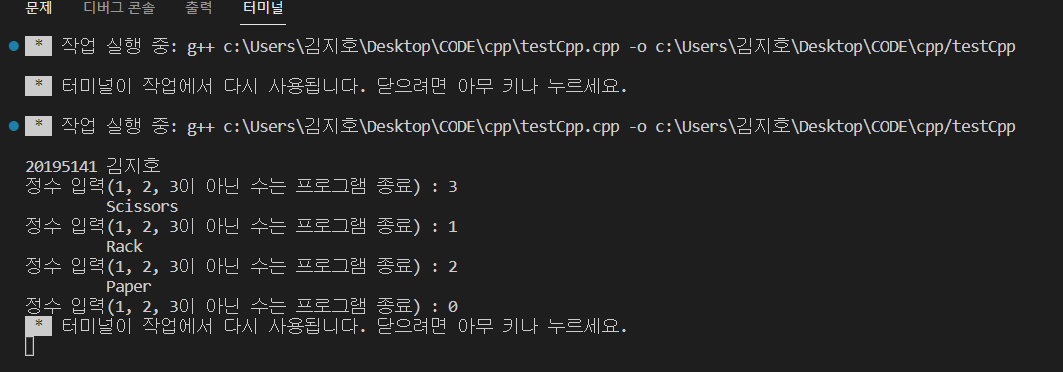 문제 디버그 콘솔 출력 터미널
* 작업 실행 중: g++ c:\Users\김지호\Desktop\CODE\cpp\testCpp.cpp -o c:\Users\김지호\Desktop\CODE\cpp/testCpp
* 터미널이 작업에서 다시 사용됩니다. 닫으려면 아무 키나 누르세요.
* 작업 실행 중: g++ c:\Users\김지호\Desktop\CODE\cpp\testCpp.cpp -o c:\Users\김지호\Desktop\CODE\cpp/testCpp
20195141 김지호
정수 입력(1, 2, 3이 아닌 수는 프로그램 종료) : 3
Scissors
정수 입력(1, 2, 3이 아닌 수는 프로그램 종료) : 1
Rack
정수 입력(1, 2, 3이 아닌 수는 프로그램 종료) : 2
Paper
정수 입력(1, 2, 3이 아닌 수는 프로그램 종료) : 0
* 터미널이 작업에서 다시 사용됩니다. 닫으려면 아무 키나 누르세요.